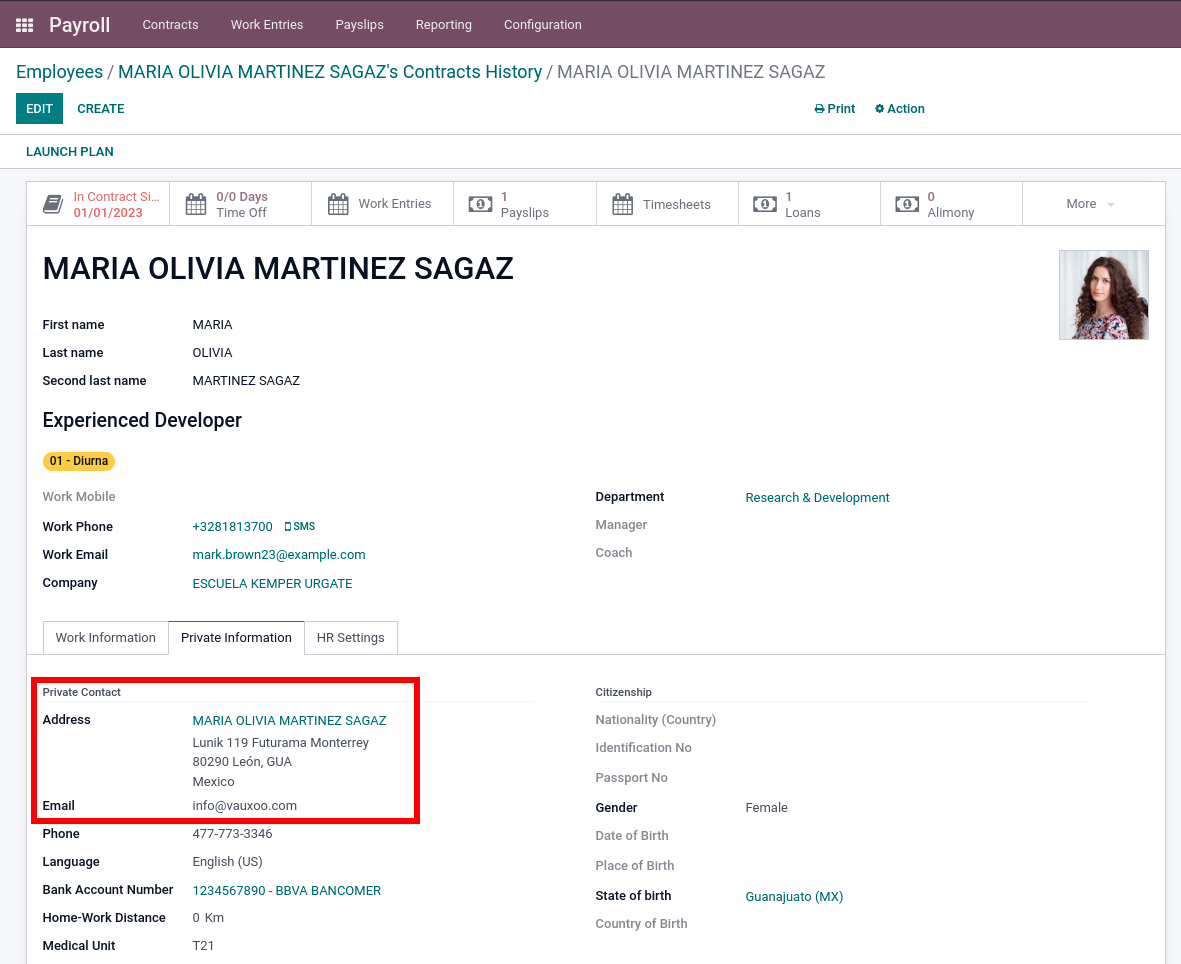 Payroll Contracts Work Entries Payslips Reporting Configuration
Employees / MARIA OLIVIA MARTINEZ SAGAZ's Contracts History / MARIA OLIVIA MARTINEZ SAGAZ
EDIT CREATE Print Action
LAUNCH PLAN
In Contract Si...
01/01/2023
0/0 Days
Time Off
Work Entries
1
Payslips
Timesheets
1
Loans
0
Alimony
More
MARIA OLIVIA MARTINEZ SAGAZ
First name MARIA
Last name OLIVIA
Second last name MARTINEZ SAGAZ
Experienced Developer
01 - Diurna
Work Mobile
Work Phone +3281813700 SMS
Work Email mark.brown23@example.com
Company ESCUELA KEMPER URGATE
Department Research & Development
Manager
Coach
Work Information Private Information HR Settings
Private Contact
Address MARIA OLIVIA MARTINEZ SAGAZ
Lunik 119 Futurama Monterrey
80290 León, GUA
Mexico
Email info@vauxoo.com
Phone 477-773-3346
Language English (US)
Bank Account Number 1234567890 - BBVA BANCOMER
Home-Work Distance 0 Km
Medical Unit T21
Citizenship
Nationality (Country)
Identification No
Passport No
Gender Female
Date of Birth
Place of Birth
State of birth Guanajuato (MX)
Country of Birth